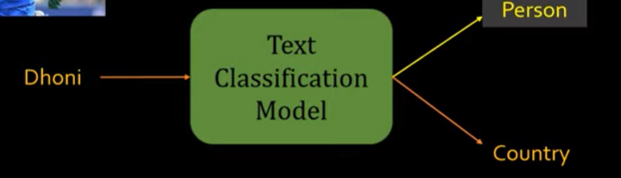 Person
Dhoni
Text
Classification
Model
Country